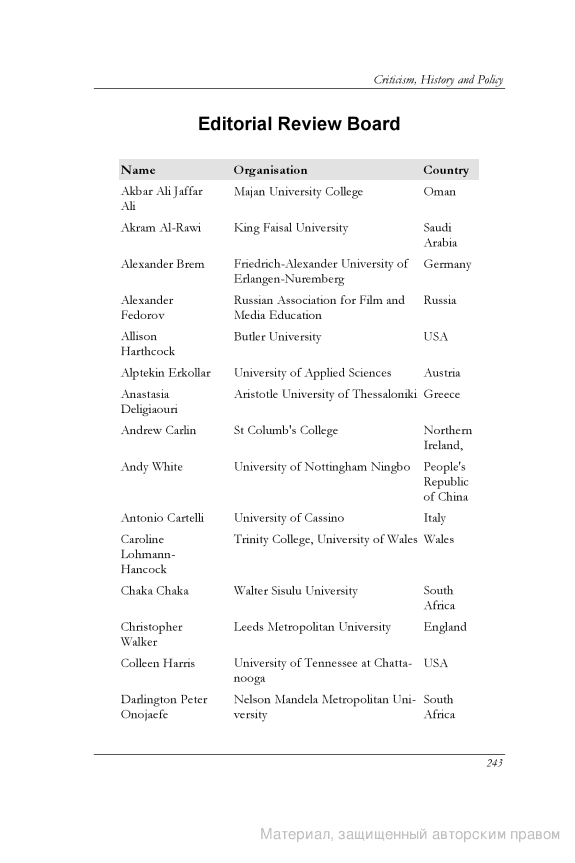 Criticism, History and Policy
Editorial Review Board
Name Organisation Country
Akbar Ali Jaffar Majan University College Oman
Ali
Akram Al-Rawi King Faisal University Saudi
Arabia
Alexander Brem Friedrich-Alexander University of Germany
Erlangen-Nuremberg
Alexander Russian Association for Film and Russia
Fedorov Media Education
Allison Butler University USA
Harthcock
Alptekin Erkollar University of Applied Sciences Austria
Anastasia Aristotle University of Thessaloniki Greece
Deligiaouri
Andrew Carlin St Columb's College Northern
Ireland,
Andy White University of Nottingham Ningbo People's
Republic
of China
Antonio Cartelli University of Cassino Italy
Caroline Trinity College, University of Wales Wales
Lohmann-
Hancock
Chaka Chaka Walter Sisulu University South
Africa
Christopher Leeds Metropolitan University England
Walker
Colleen Harris University of Tennessee at Chatta- USA
nooga
Darlington Peter Nelson Mandela Metropolitan Uni- South
Onojaefe versity Africa
243
Материал, защищенный авторским правом